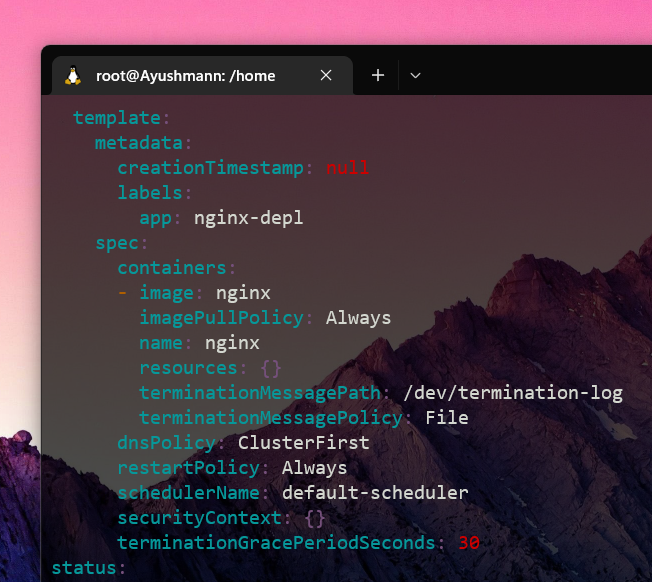 root@Ayushmann: /home
template:
metadata:
creationTimestamp: null
labels:
app: nginx-depl
spec:
containers:
- image: nginx
imagePullPolicy: Always
name: nginx
resources: {}
terminationMessagePath: /dev/termination-log
terminationMessagePolicy: File
dnsPolicy: ClusterFirst
restartPolicy: Always
schedulerName: default-scheduler
securityContext: {}
terminationGracePeriodSeconds: 30
status: